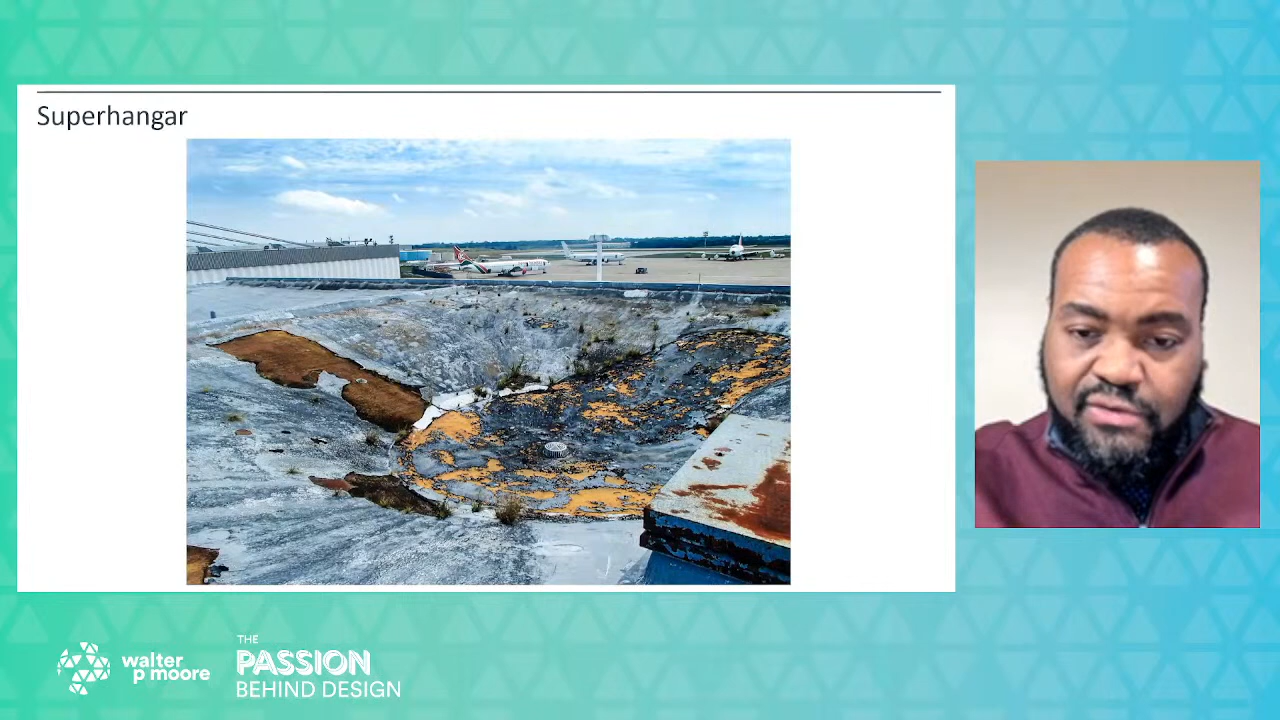 Superhangar
walter
p moore
THE
PASSION
BEHIND DESIGN